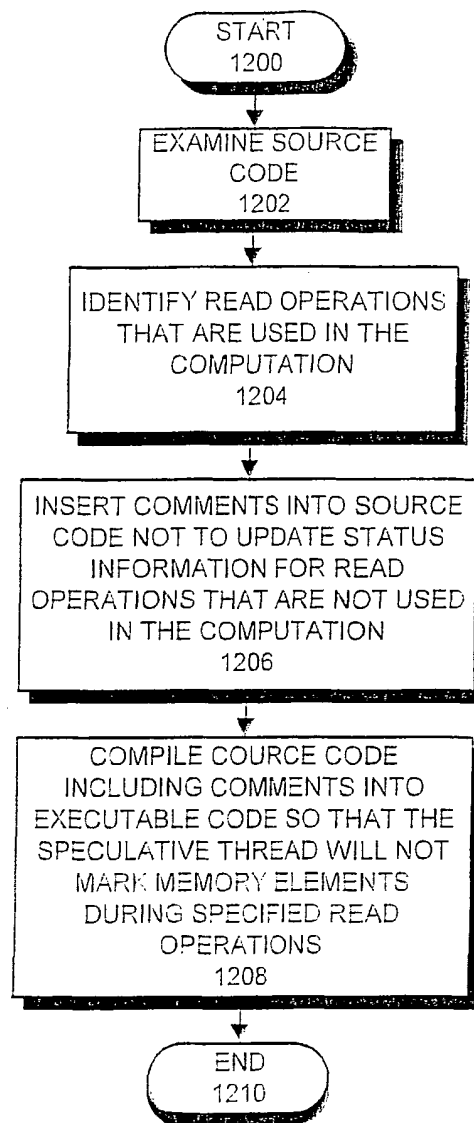 START
1200
EXAMINE SOURCE
CODE
1202
IDENTIFY READ OPERATIONS
THAT ARE USED IN THE
COMPUTATION
1204
INSERT COMMENTS INTO SOURCE
CODE NOT TO UPDATE STATUS
INFORMATION FOR READ
OPERATIONS THAT ARE NOT USED
IN THE COMPUTATION
1206
COMPILE COURCE CODE
INCLUDING COMMENTS INTO
EXECUTABLE CODE SO THAT THE
SPECULATIVE THREAD WILL NOT
MARK MEMORY ELEMENTS
DURING SPECIFIED READ
OPERATIONS
1208
END
1210